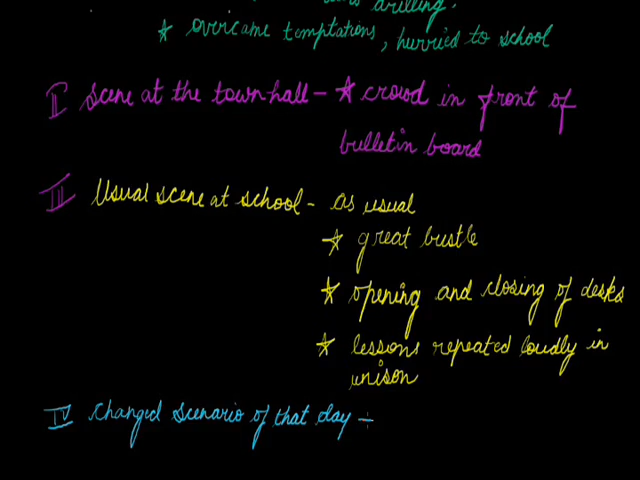 drilling.
* overcame temptations, hurried to school
II Scene at the town hall - * crowd in front of
bulletin board
III Usual scene at school - as usual
* great bustle
* opening and closing of desks
* lessons repeated loudly in
unison
IV Changed scenario of that day -